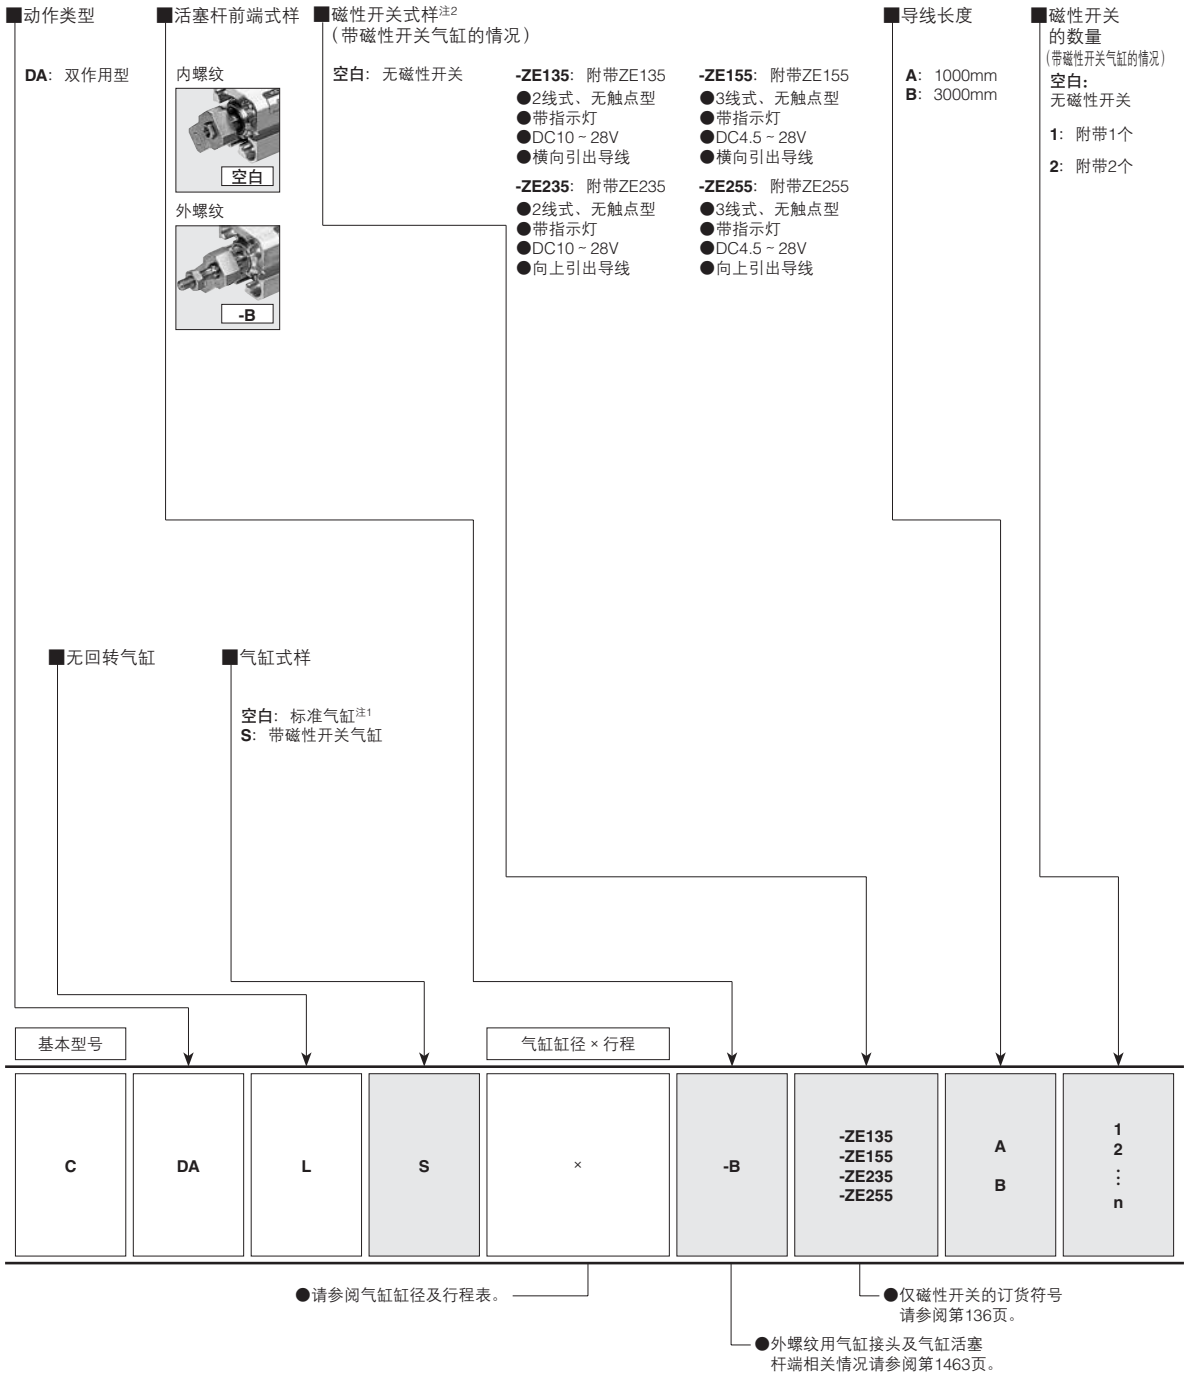 ■动作类型
DA：双作用型
■活塞杆前端式样
内螺纹
空白
外螺纹
-B
■磁性开关式样注2
（带磁性开关气缸的情况）
空白：无磁性开关
-ZE135：附带ZE135
●2线式、无触点型
●带指示灯
●DC10～28V
●横向引出导线
-ZE155：附带ZE155
●3线式、无触点型
●带指示灯
●DC4.5～28V
●横向引出导线
-ZE235：附带ZE235
●2线式、无触点型
●带指示灯
●DC10～28V
●向上引出导线
-ZE255：附带ZE255
●3线式、无触点型
●带指示灯
●DC4.5～28V
●向上引出导线
■导线长度
A：1000mm
B：3000mm
■磁性开关
的数量
（带磁性开关气缸的情况）
空白：
无磁性开关
1：附带1个
2：附带2个
■无回转气缸
■气缸式样
空白：标准气缸注1
S：带磁性开关气缸
基本型号
气缸缸径×行程
C
DA
L
S
×
-B
-ZE135
-ZE155
-ZE235
-ZE255
A
B
1
2
⋮
n
●请参阅气缸缸径及行程表。
●仅磁性开关的订货符号
请参阅第136页。
●外螺纹用气缸接头及气缸活塞
杆端相关情况请参阅第1463页。